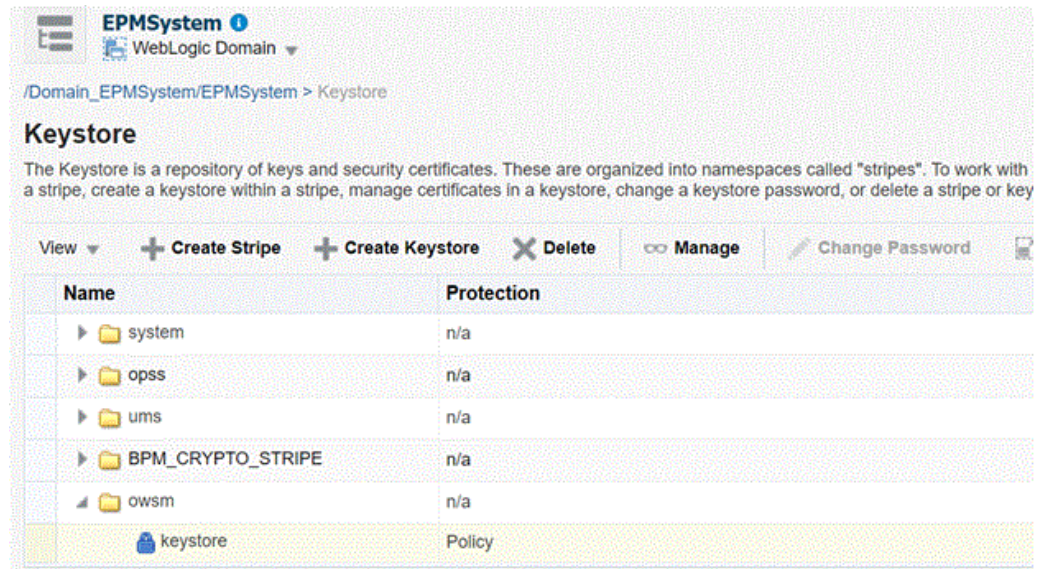 EPMSystem
WebLogic Domain
/Domain_EPMSystem/EPMSystem > Keystore
Keystore
The Keystore is a repository of keys and security certificates. These are organized into namespaces called "stripes". To work with
a stripe, create a keystore within a stripe, manage certificates in a keystore, change a keystore password, or delete a stripe or key
View Create Stripe Create Keystore Delete Manage Change Password
Name Protection
system n/a
opss n/a
ums n/a
BPM_CRYPTO_STRIPE n/a
owsm n/a
keystore Policy